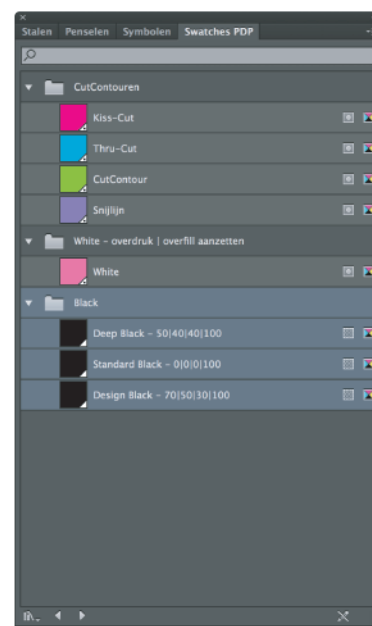 Stalen Penselen Symbolen Swatches PDP
CutContouren
Kiss-Cut
Thru-Cut
CutContour
Snijlijn
White - overdruk | overfill aanzetten
White
Black
Deep Black - 50|40|40|100
Standard Black - 0|0|0|100
Design Black - 70|50|30|100